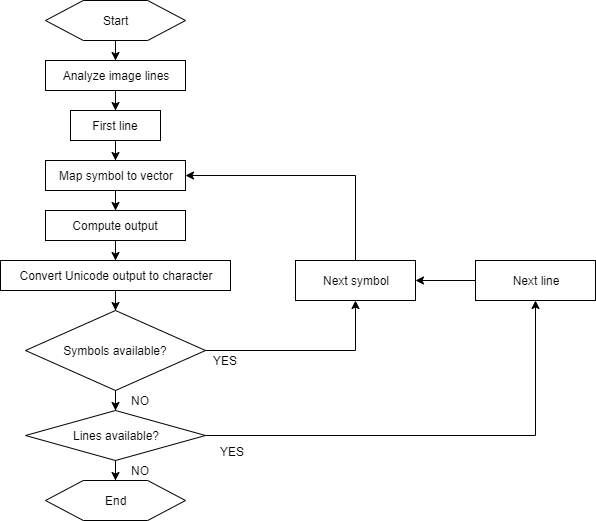 Start
Analyze image lines
First line
Map symbol to vector
Compute output
Convert Unicode output to character
Next symbol
Next line
Symbols available?
YES
NO
Lines available?
YES
NO
End